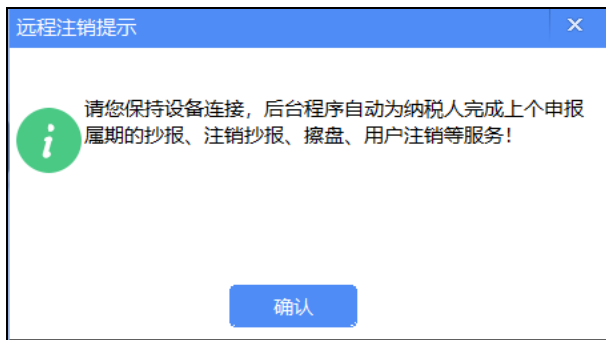 远程注销提示
请您保持设备连接，后台程序自动为纳税人完成上个申报
属期的抄报、注销抄报、擦盘、用户注销等服务！
确认